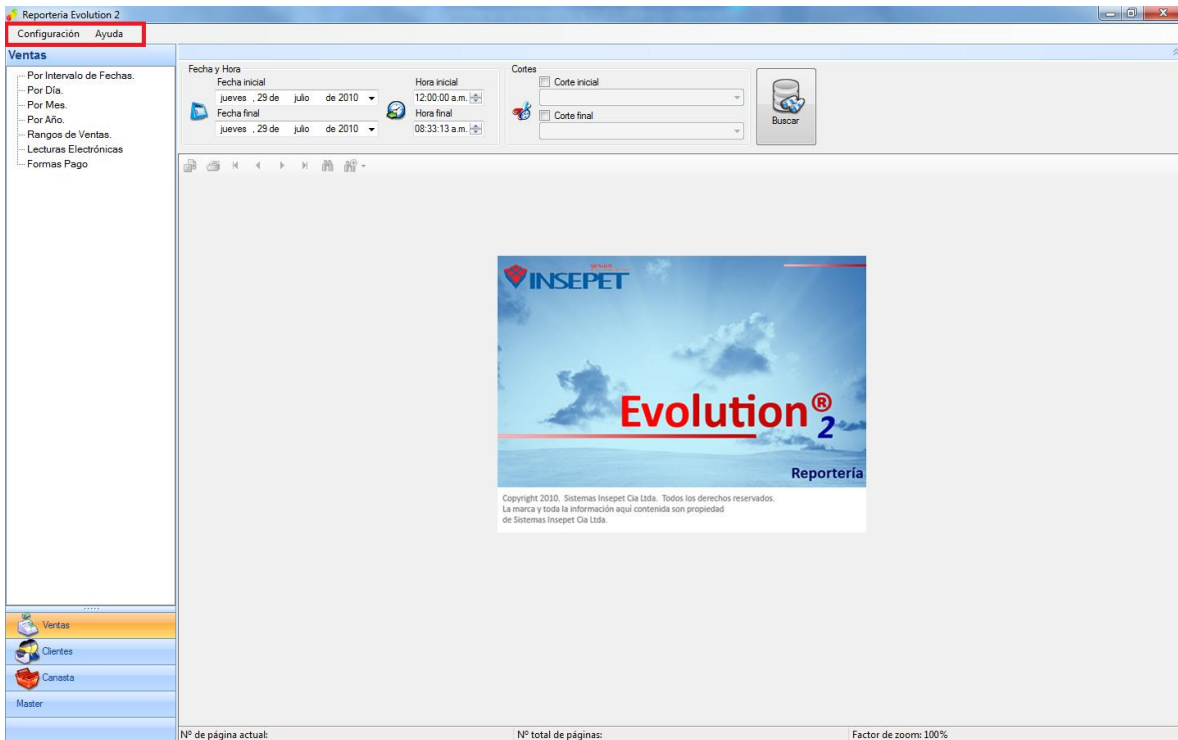 Reporteria Evolution 2
Configuración Ayuda
Ventas
Por Intervalo de Fechas.
Por Día.
Por Mes.
Por Año.
Rangos de Ventas.
Lecturas Electrónicas
Formas Pago
Fecha y Hora
Fecha inicial
jueves , 29 de julio de 2010
Fecha final
jueves , 29 de julio de 2010
Hora inicial
12:00:00 a.m.
Hora final
08:33:13 a.m.
Cortes
Corte inicial
Corte final
Buscar
INSEPET
Evolution®
2
Reportería
Copyright 2010. Sistemas Insepet Cia Ltda. Todos los derechos reservados.
La marca y toda la información aquí contenida son propiedad
de Sistemas Insepet Cia Ltda.
Ventas
Clientes
Canasta
Master
Nº de página actual: Nº total de páginas: Factor de zoom: 100%